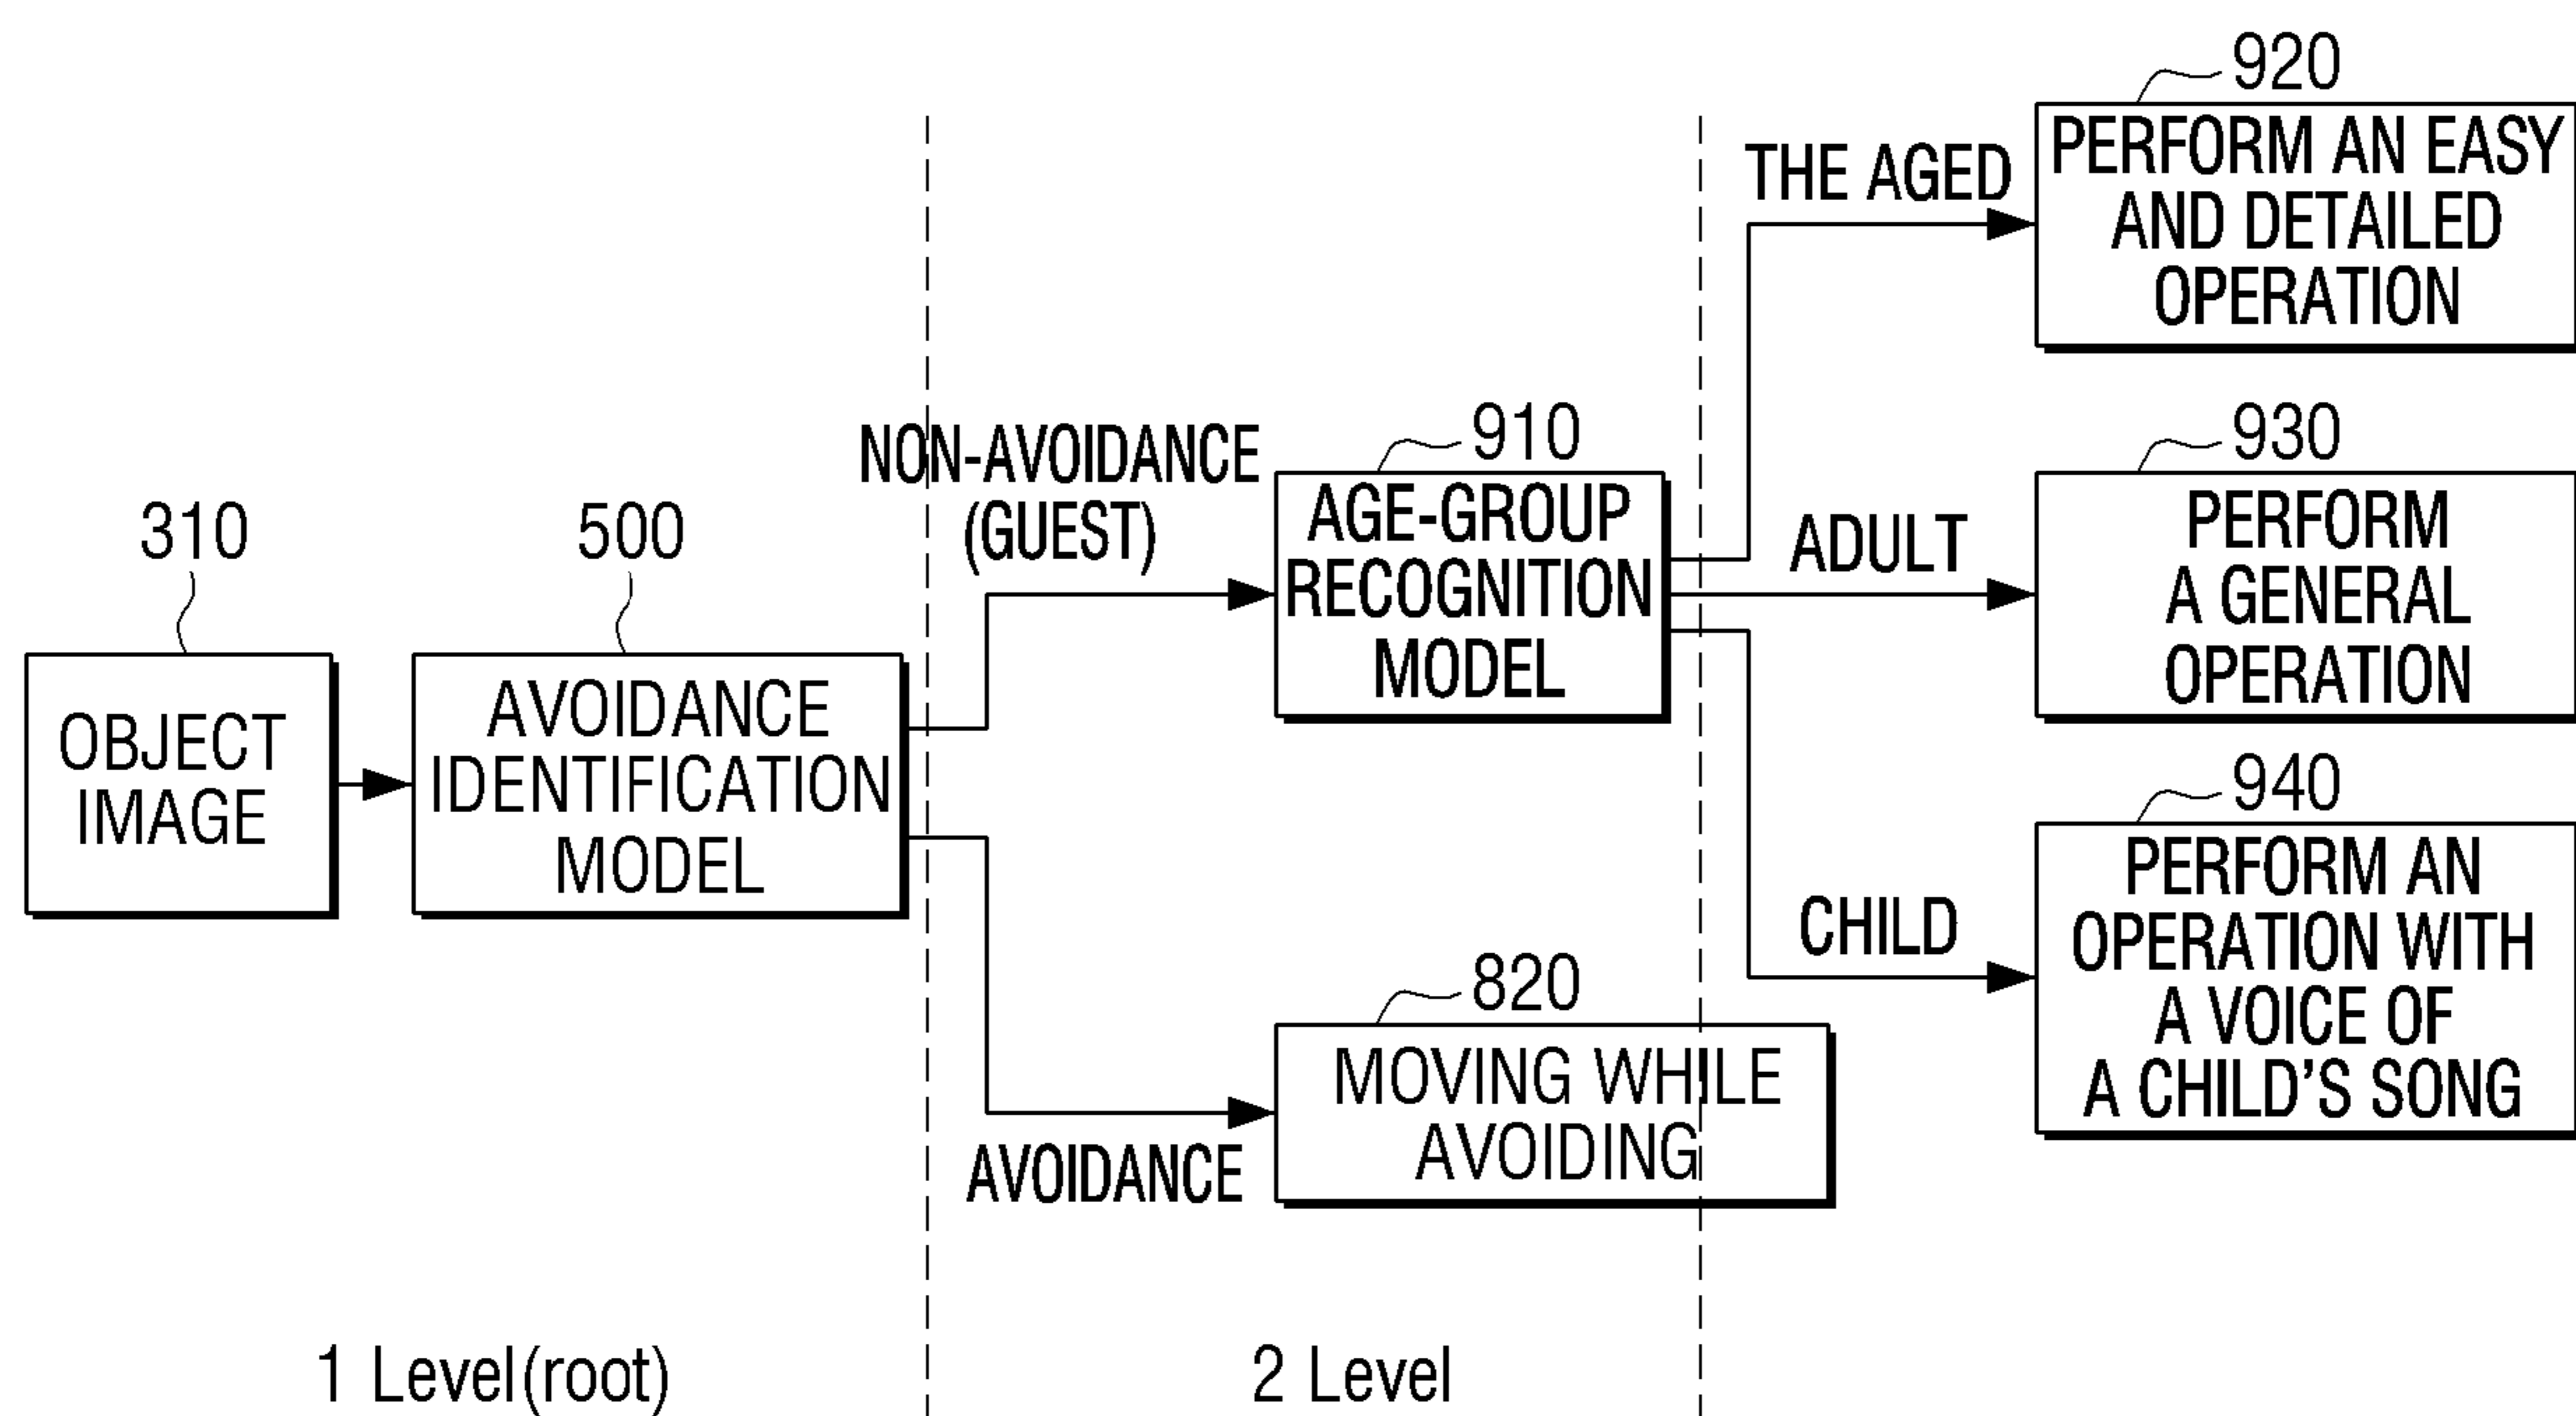 310
OBJECT
IMAGE
500
AVOIDANCE
IDENTIFICATION
MODEL
NON-AVOIDANCE
(GUEST)
910
AGE-GROUP
RECOGNITION
MODEL
AVOIDANCE
820
MOVING WHILE
AVOIDING
THE AGED
920
PERFORM AN EASY
AND DETAILED
OPERATION
ADULT
930
PERFORM
A GENERAL
OPERATION
CHILD
940
PERFORM AN
OPERATION WITH
A VOICE OF
A CHILD'S SONG
1 Level(root)
2 Level